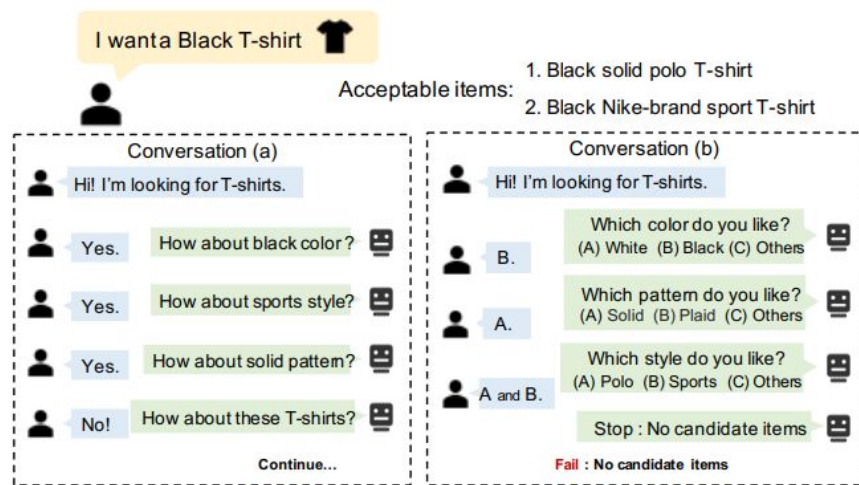 I want a Black T-shirt
Acceptable items:
1. Black solid polo T-shirt
2. Black Nike-brand sport T-shirt
Conversation (a)
Hi! I'm looking for T-shirts.
How about black color?
Yes.
How about sports style?
Yes.
How about solid pattern?
Yes.
How about these T-shirts?
No!
Continue...
Conversation (b)
Hi! I'm looking for T-shirts.
Which color do you like?
(A) White (B) Black (C) Others
B.
Which pattern do you like?
(A) Solid (B) Plaid (C) Others
A.
Which style do you like?
(A) Polo (B) Sports (C) Others
A and B.
Stop : No candidate items
Fail : No candidate items